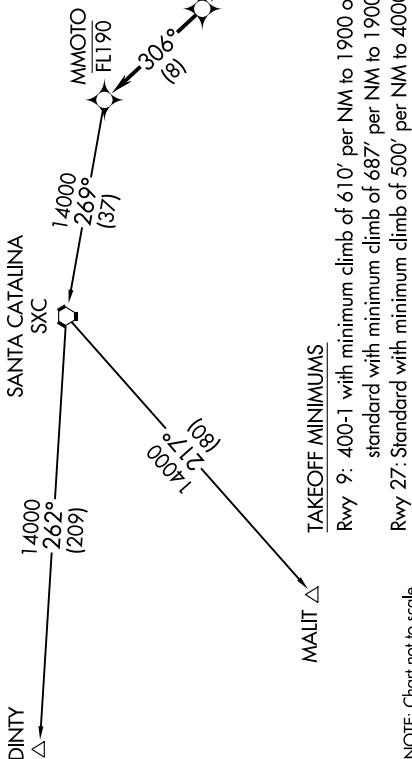 MMOTO
FL190
306°
(8)
14000
269°
(37)
SANTA CATALINA
SXC
14000
262°
(209)
14000
217°
(80)
DINTY
MALIT
TAKEOFF MINIMUMS
Rwy 9: 400-1 with minimum climb of 610' per NM to 1900 o
standard with minimum climb of 687' per NM to 1900
Rwy 27: Standard with minimum climb of 500' per NM to 4000
NOTE: Chart not to scale